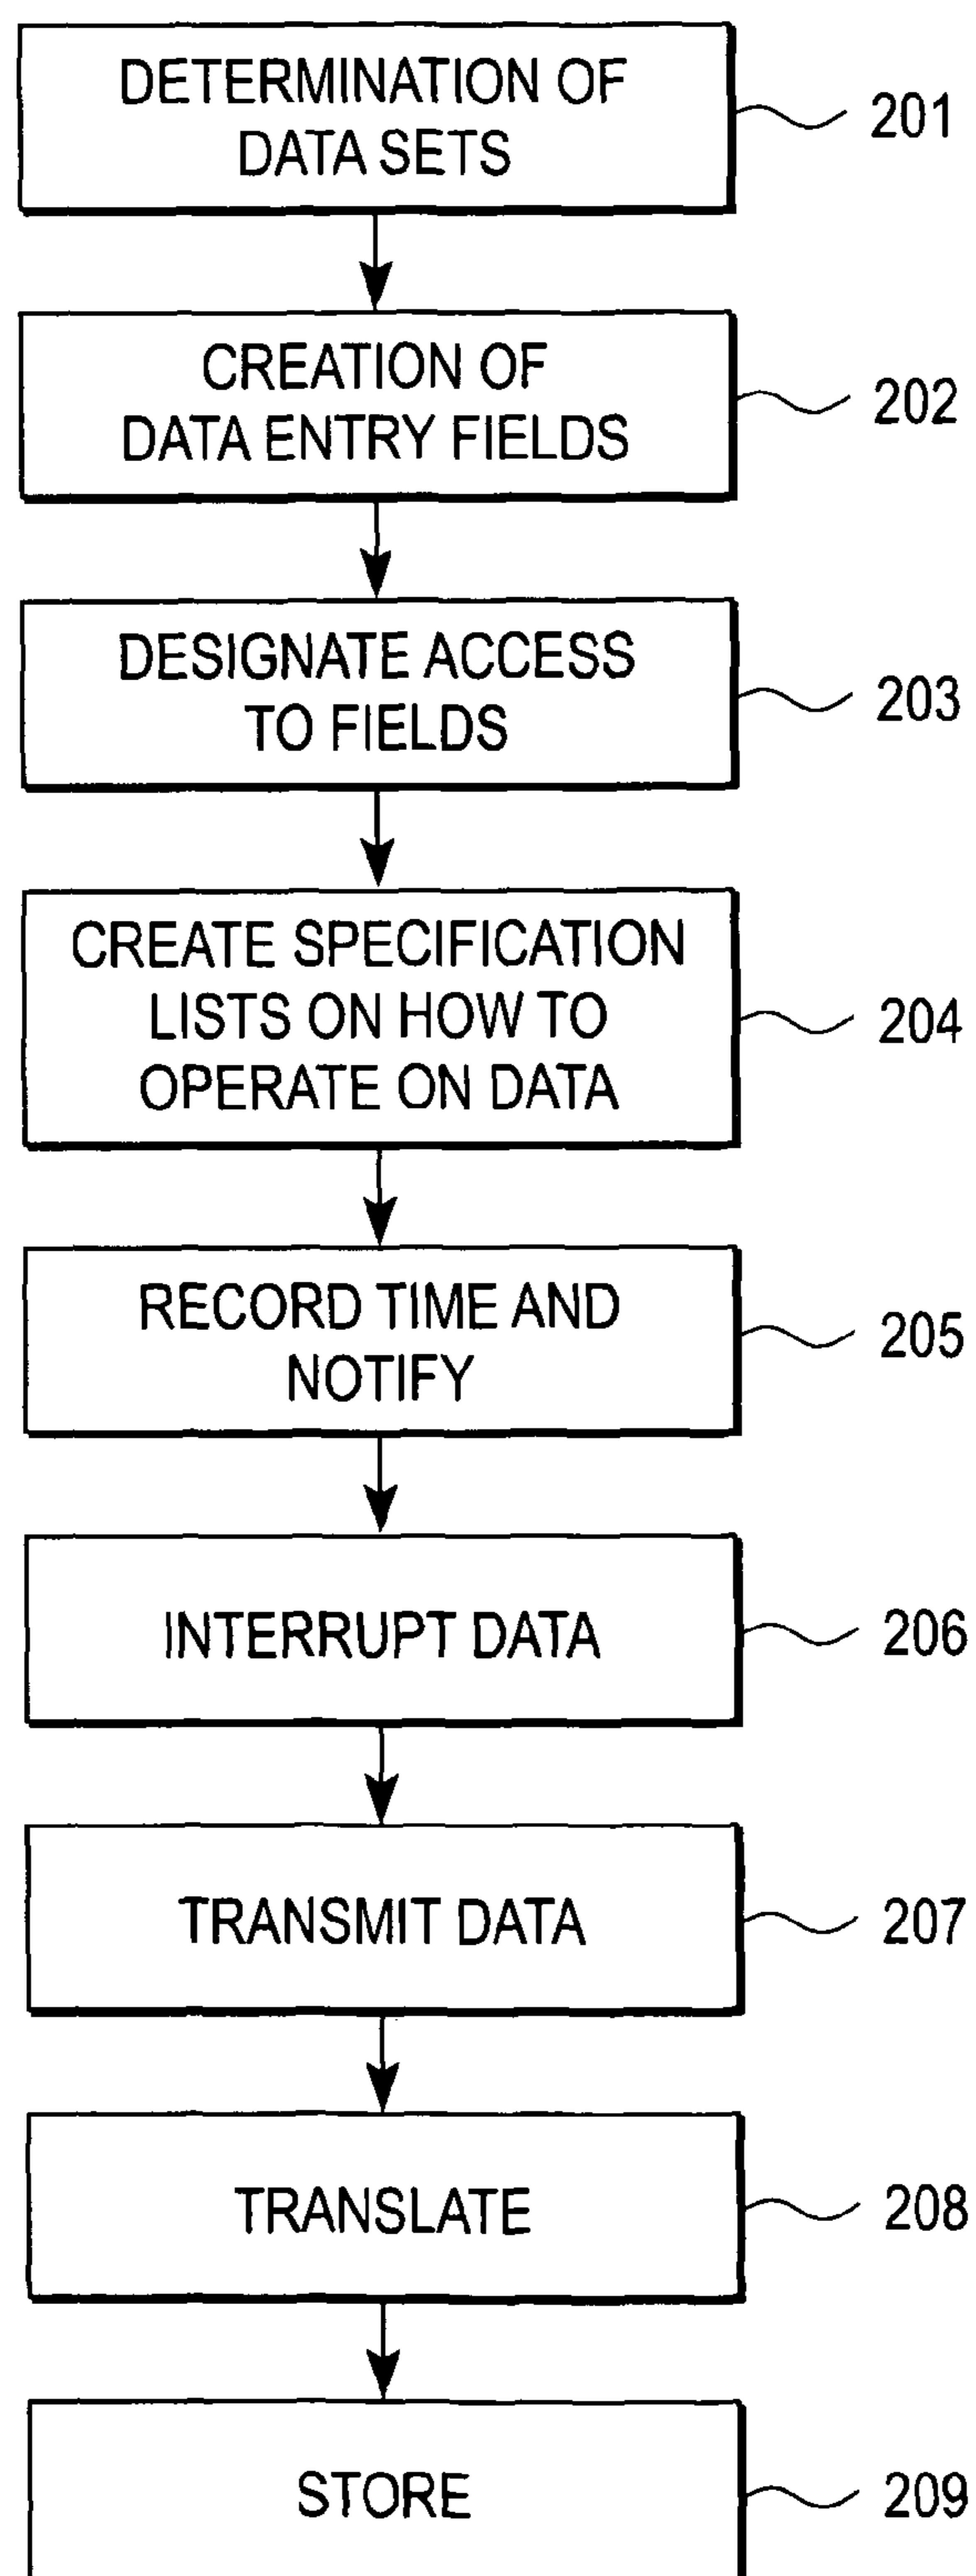 DETERMINATION OF
DATA SETS
201
CREATION OF
DATA ENTRY FIELDS
202
DESIGNATE ACCESS
TO FIELDS
203
CREATE SPECIFICATION
LISTS ON HOW TO
OPERATE ON DATA
204
RECORD TIME AND
NOTIFY
205
INTERRUPT DATA
206
TRANSMIT DATA
207
TRANSLATE
208
STORE
209